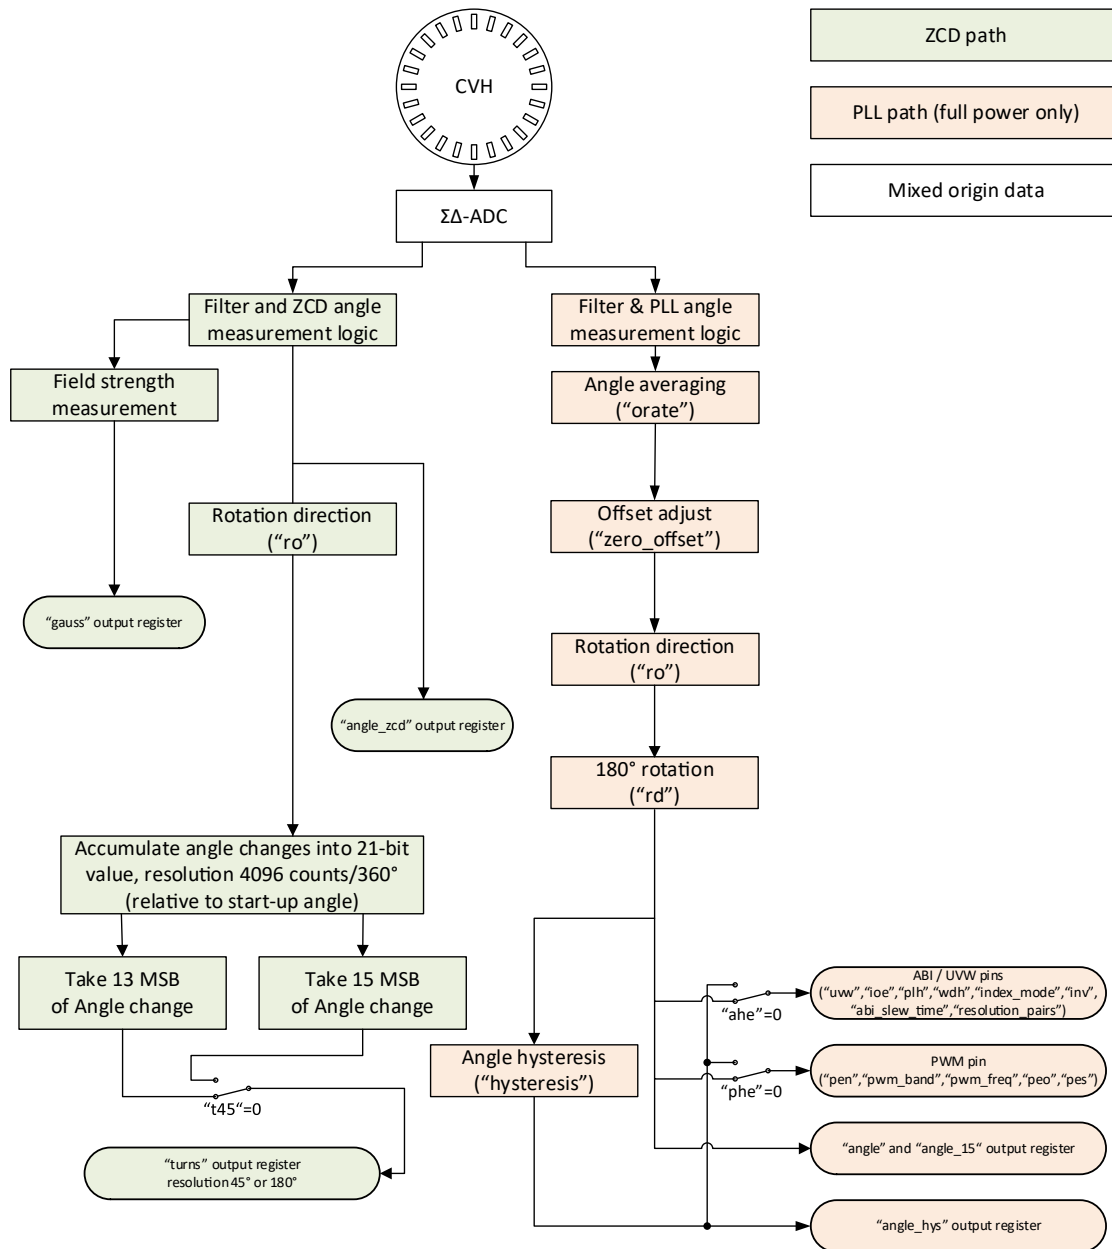 CVH
ZCD path
PLL path (full power only)
Mixed origin data
ΣΔ-ADC
Filter and ZCD angle
measurement logic
Filter & PLL angle
measurement logic
Field strength
measurement
Angle averaging
(“orate”)
Rotation direction
(“ro”)
Offset adjust
(“zero_offset”)
“gauss” output register
Rotation direction
(“ro”)
“angle_zcd” output register
180° rotation
(“rd”)
Accumulate angle changes into 21-bit
value, resolution 4096 counts/360°
(relative to start-up angle)
Take 13 MSB
of Angle change
Take 15 MSB
of Angle change
“t45“=0
“turns” output register
resolution 45° or 180°
Angle hysteresis
(“hysteresis”)
“ahe”=0
ABI / UVW pins
(“uvw”,“ioe”,“plh”,“wdh”,“index_mode”,“inv”,
“abi_slew_time”,“resolution_pairs”)
“phe”=0
PWM pin
(“pen”,“pwm_band”,“pwm_freq”,“peo”,“pes”)
“angle” and “angle_15“ output register
“angle_hys” output register